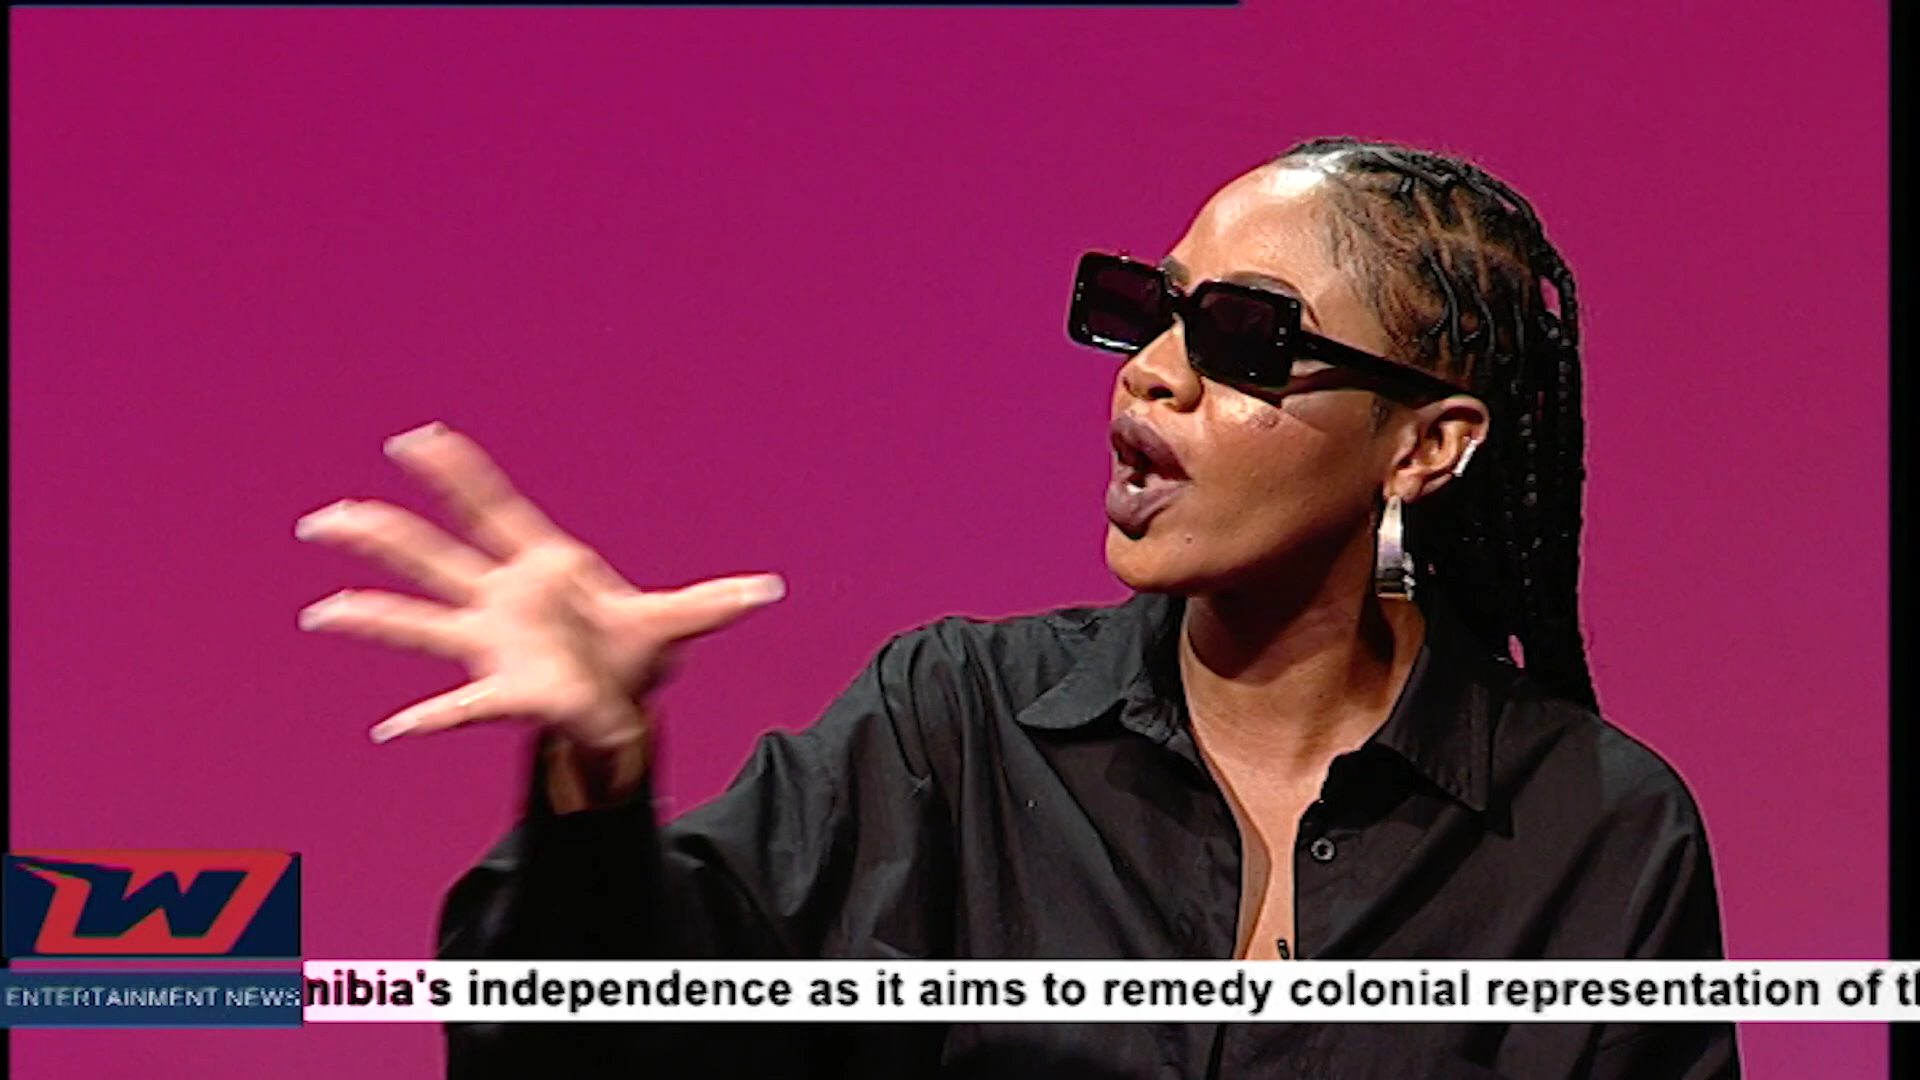 W
ENTERTAINMENT NEWS
nibia's independence as it aims to remedy colonial representation of